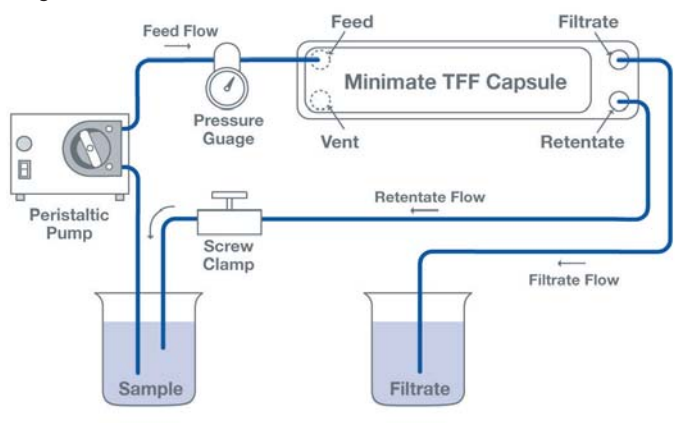 Feed Flow
Feed
Filtrate
Minimate TFF Capsule
Pressure
Guage
Vent
Retentate
Peristaltic
Pump
Retentate Flow
Screw
Clamp
Filtrate Flow
Sample
Filtrate